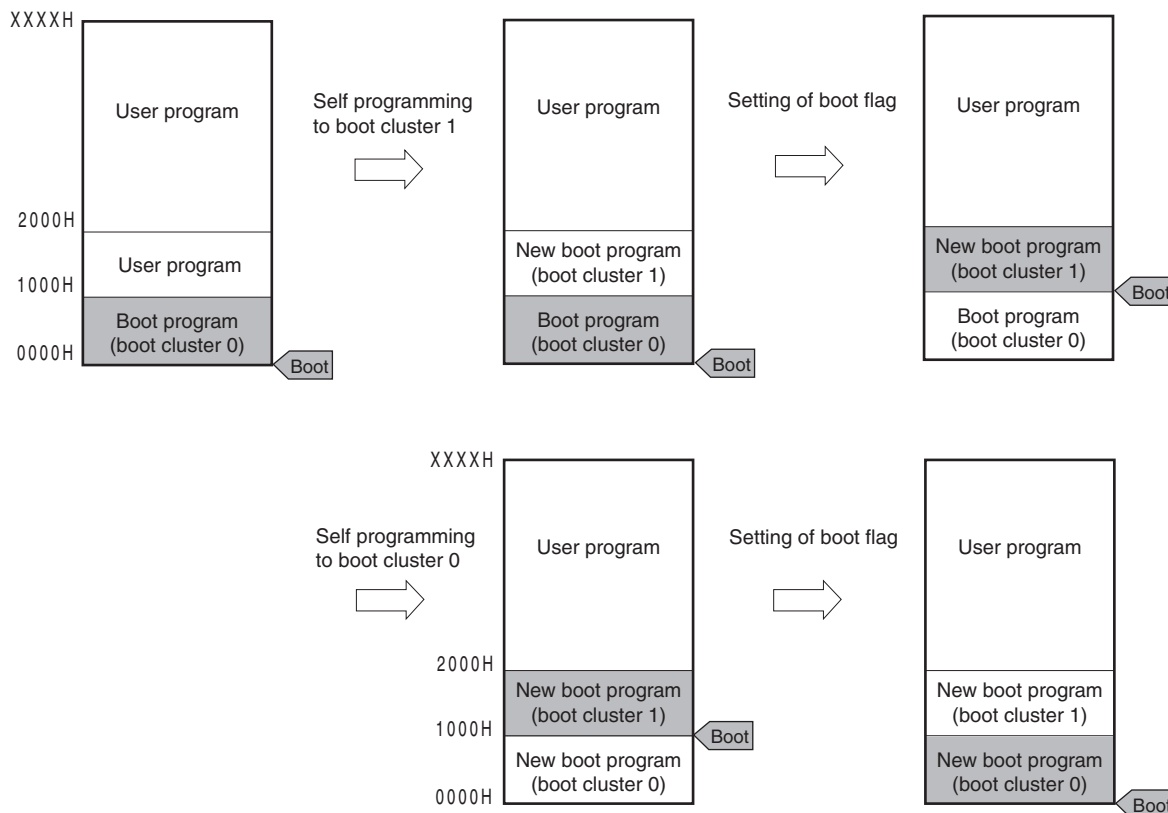 XXXXH
User program
2000H
User program
1000H
Boot program
(boot cluster 0)
0000H
Boot
Self programming
to boot cluster 1
User program
New boot program
(boot cluster 1)
Boot program
(boot cluster 0)
Boot
Setting of boot flag
User program
New boot program
(boot cluster 1)
Boot
Boot program
(boot cluster 0)
Self programming
to boot cluster 0
XXXXH
User program
2000H
New boot program
(boot cluster 1)
1000H
Boot
New boot program
(boot cluster 0)
0000H
Setting of boot flag
User program
New boot program
(boot cluster 1)
New boot program
(boot cluster 0)
Boot